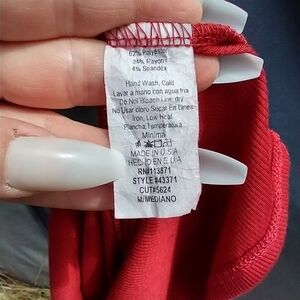 62% Polyester
34% Rayon
4% Spandex
Hand Wash, Cold
Lavar a mano con agua fria
Do Not Bleach Line dry
No Usar cloro Secar En Linea
Iron, Low Heat
Plancha, Temperatura
Minima
MADE IN U.S.A
HECHO EN E.U.A
RN#113871
STYLE #43371
CUT#5624
M/MEDIANO